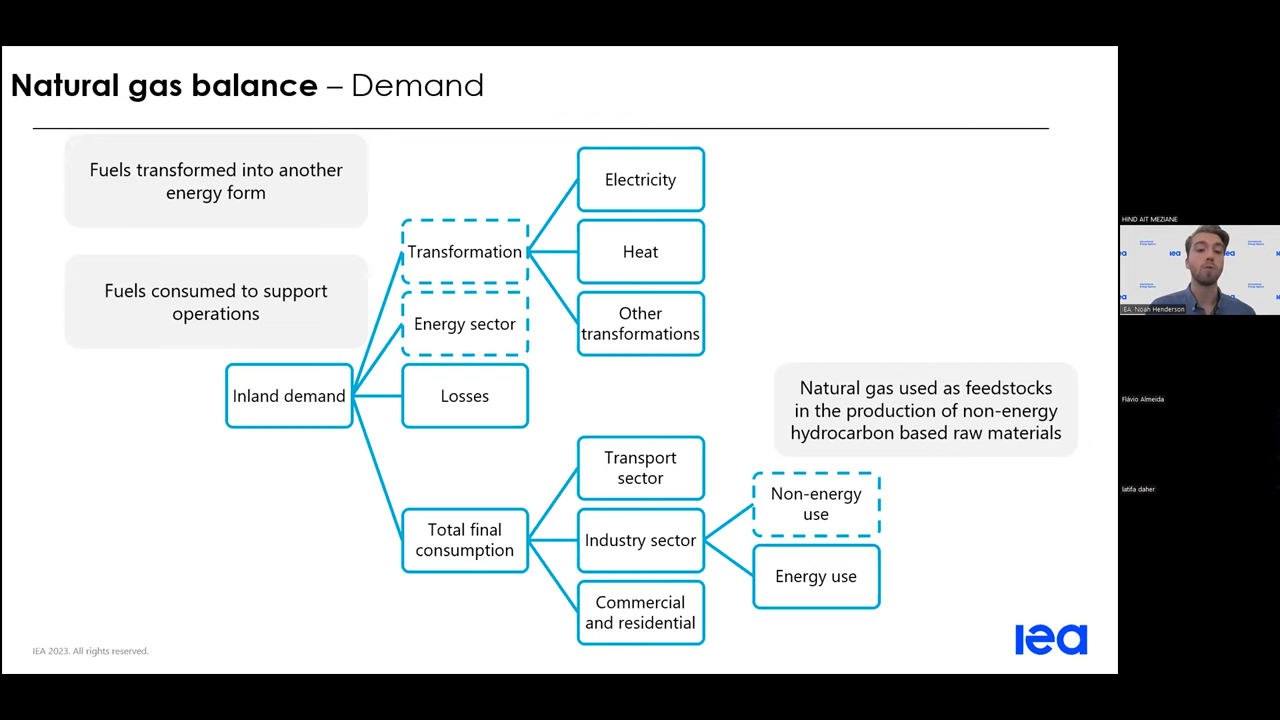 Natural gas balance – Demand
Fuels transformed into another
energy form
Fuels consumed to support
operations
Inland demand
Transformation
Energy sector
Losses
Total final
consumption
Electricity
Heat
Other
transformations
Transport
sector
Industry sector
Commercial
and residential
Natural gas used as feedstocks
in the production of non-energy
hydrocarbon based raw materials
Non-energy
use
Energy use
IEA 2023. All rights reserved.
iea
HIND AIT MEZIANE
iea
IEA. Noah Henderson
Flávio Almeida
latifa daher